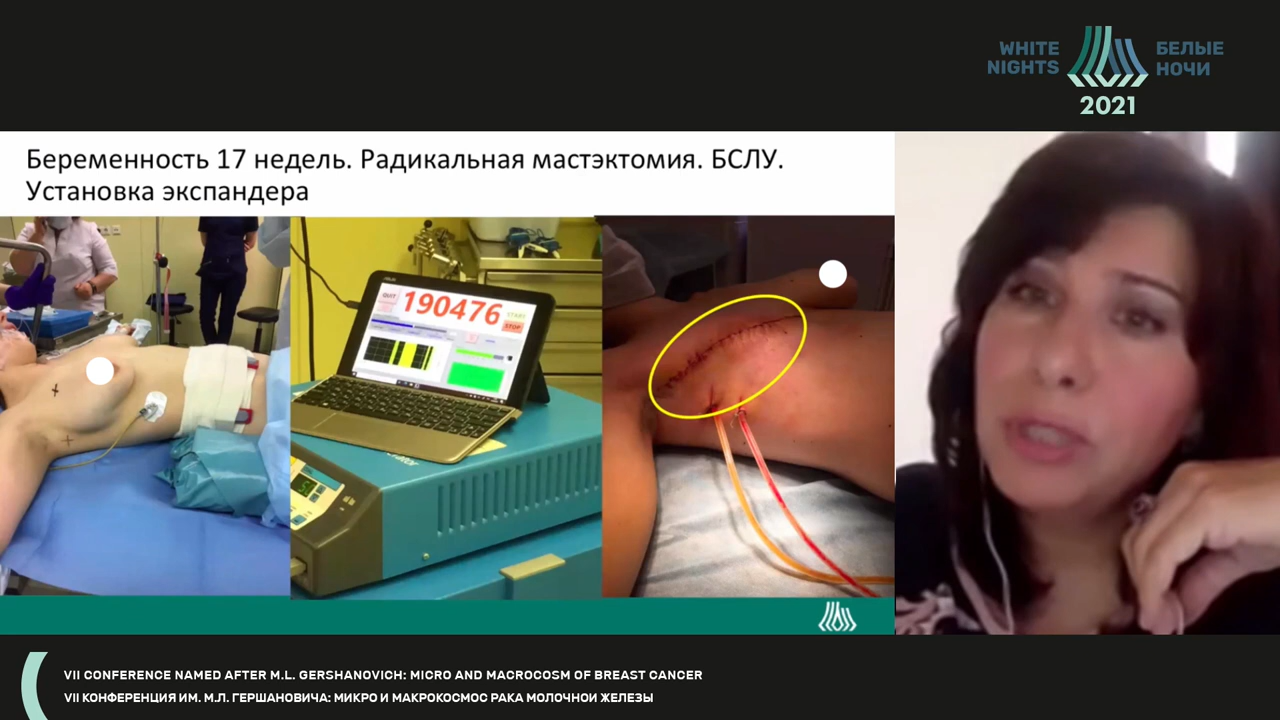 WHITE
NIGHTS
БЕЛЫЕ
НОЧИ
2021
Беременность 17 недель. Радикальная мастэктомия. БСЛУ.
Установка экспандера
QUIT
190476
START
STOP
VII CONFERENCE NAMED AFTER M.L. GERSHANOVICH: MICRO AND MACROCOSM OF BREAST CANCER
VII КОНФЕРЕНЦИЯ ИМ. М.Л. ГЕРШАНОВИЧА: МИКРО И МАКРОКОСМОС РАКА МОЛОЧНОЙ ЖЕЛЕЗЫ